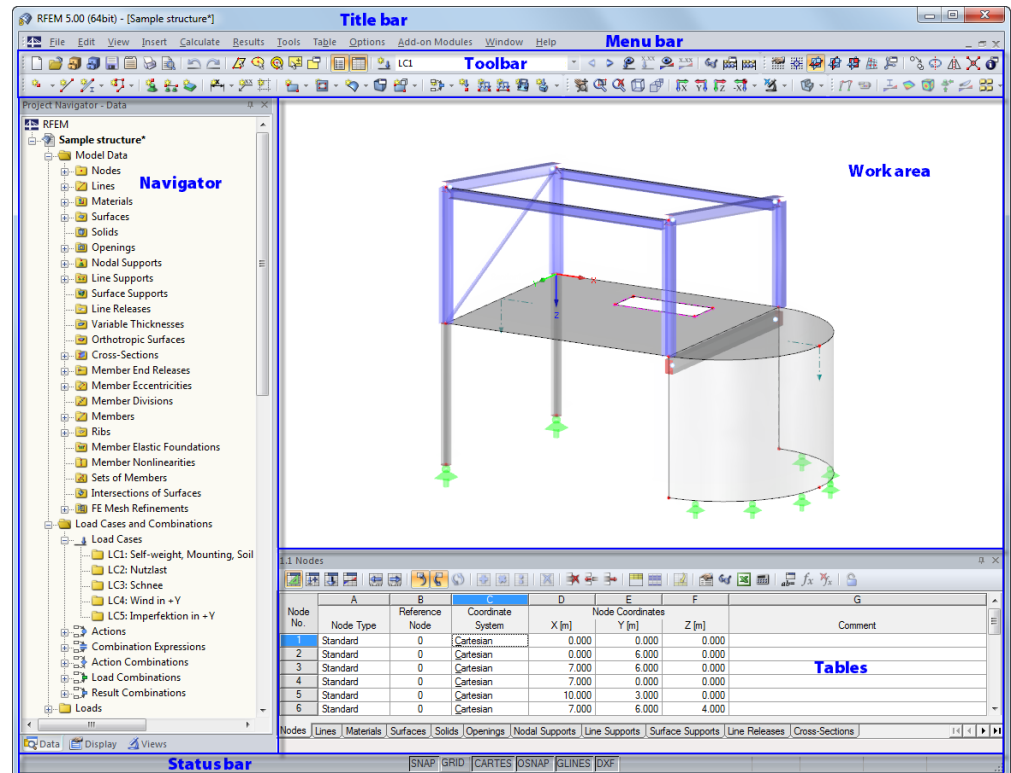 RFEM 5.00 (64bit) - [Sample structure*] Title bar
File Edit View Insert Calculate Results Tools Table Options Add-on Modules Window Help Menu bar
LC1 Toolbar
Project Navigator - Data
RFEM
Sample structure*
Model Data
Nodes
Lines Navigator
Materials
Surfaces
Solids
Openings
Nodal Supports
Line Supports
Surface Supports
Line Releases
Variable Thicknesses
Orthotropic Surfaces
Cross-Sections
Member End Releases
Member Eccentricities
Member Divisions
Members
Ribs
Member Elastic Foundations
Member Nonlinearities
Sets of Members
Intersections of Surfaces
FE Mesh Refinements
Load Cases and Combinations
Load Cases
LC1: Self-weight, Mounting, Soil
LC2: Nutzlast
LC3: Schnee
LC4: Wind in +Y
LC5: Imperfektion in +Y
Actions
Combination Expressions
Action Combinations
Load Combinations
Result Combinations
Loads
Data Display Views
Work area
X
Z
1.1 Nodes
A B C D E F G
Node Reference Coordinate Node Coordinates
No. Node Type Node System X [m] Y [m] Z [m] Comment
1 Standard 0 Cartesian 0.000 0.000 0.000
2 Standard 0 Cartesian 0.000 6.000 0.000
3 Standard 0 Cartesian 7.000 6.000 0.000
4 Standard 0 Cartesian 7.000 0.000 0.000
5 Standard 0 Cartesian 10.000 3.000 0.000
6 Standard 0 Cartesian 7.000 6.000 4.000
Tables
Nodes Lines Materials Surfaces Solids Openings Nodal Supports Line Supports Surface Supports Line Releases Cross-Sections
Status bar SNAP GRID CARTES OSNAP GLINES DXF